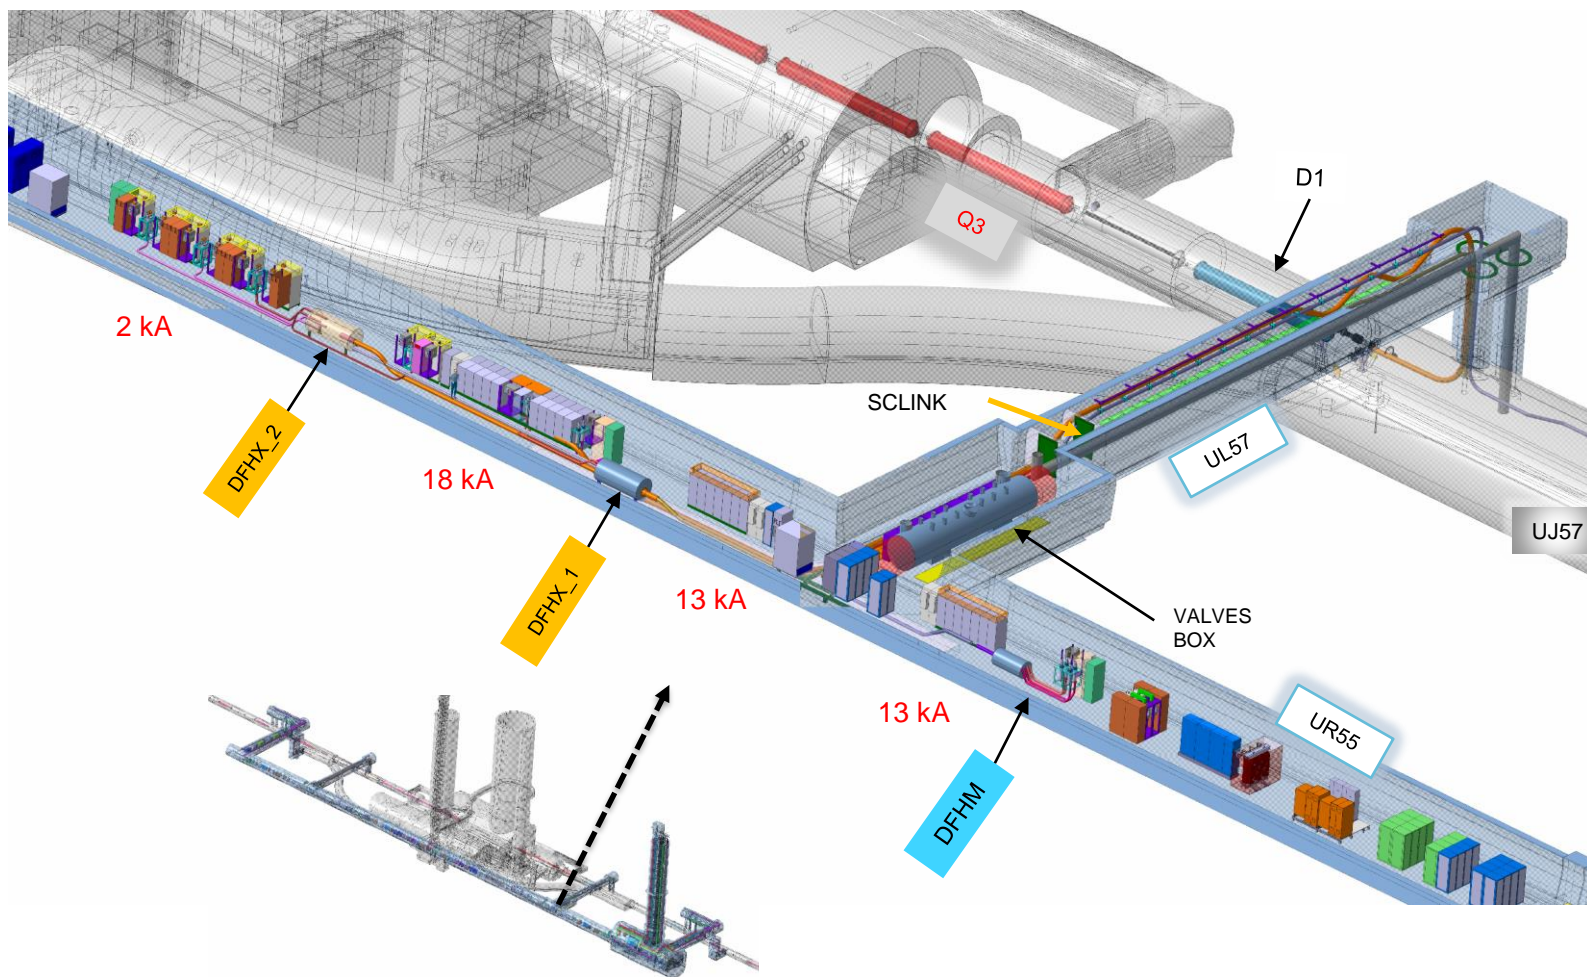 D1
Q3
2 kA
SCLINK
DFHX_2
18 kA
UL57
UJ57
DFHX_1
13 kA
VALVES
BOX
13 kA
UR55
DFHM